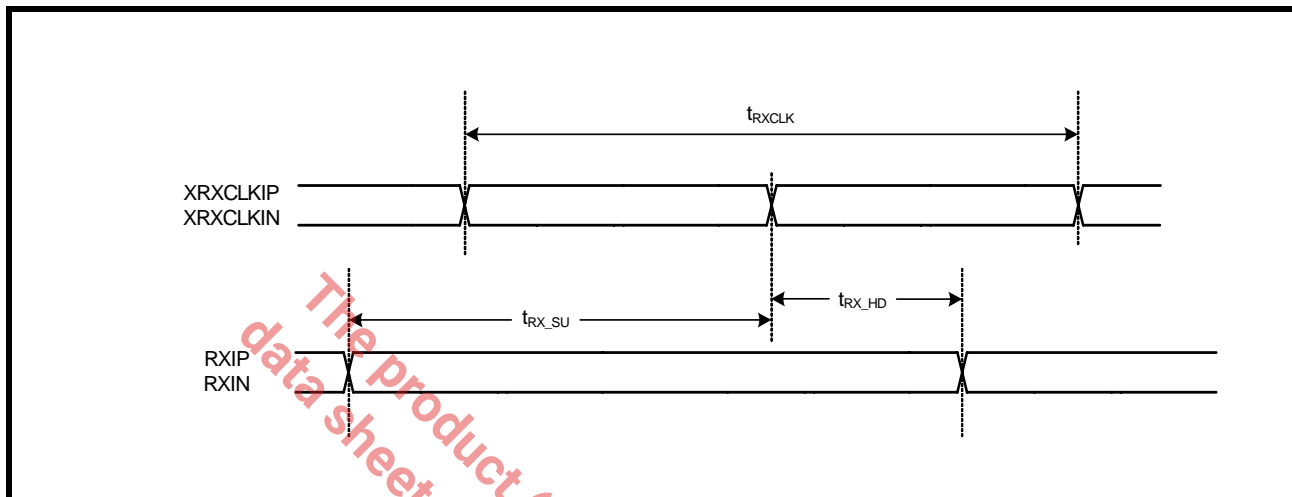 tRXCLK
XRXCLKIP
XRXCLKIN
tRX_HD
tRX_SU
RXIP
RXIN
The product
data sheet